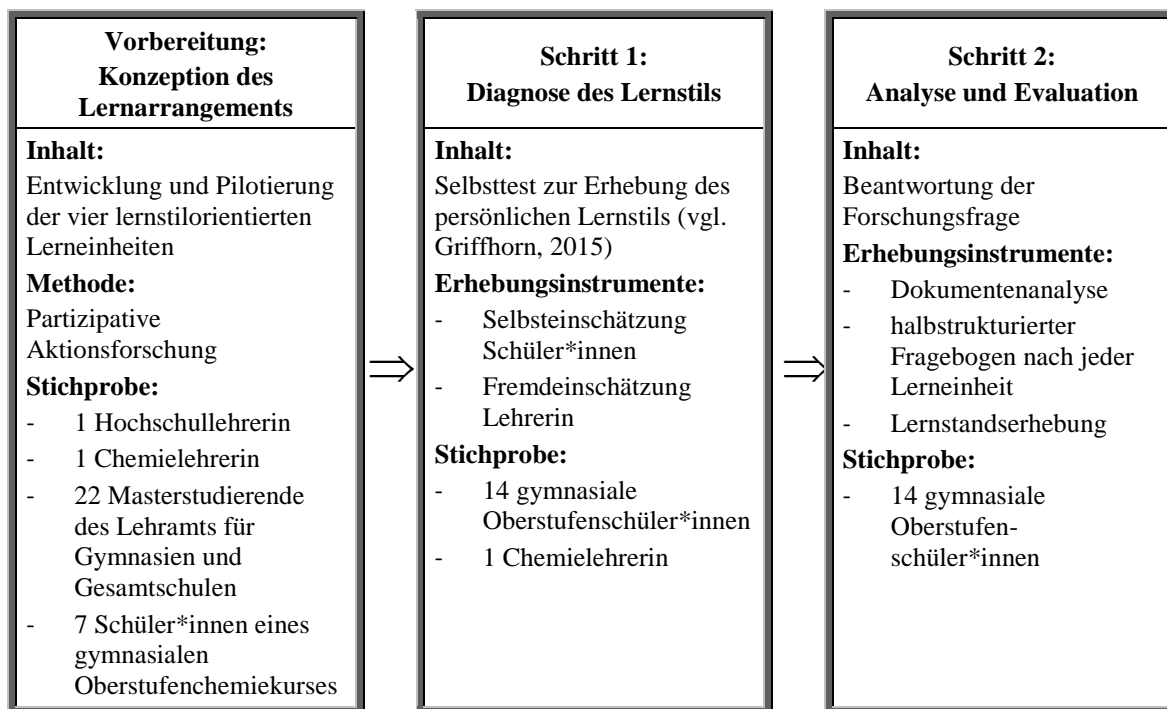 Vorbereitung:
Konzeption des
Lernarrangements
Inhalt:
Entwicklung und Pilotierung
der vier lernstilorientierten
Lerneinheiten
Methode:
Partizipative
Aktionsforschung
Stichprobe:
- 1 Hochschullehrerin
- 1 Chemielehrerin
- 22 Masterstudierende
des Lehramts für
Gymnasien und
Gesamtschulen
- 7 Schüler*innen eines
gymnasialen
Oberstufenchemiekurses
⇒
Schritt 1:
Diagnose des Lernstils
Inhalt:
Selbsttest zur Erhebung des
persönlichen Lernstils (vgl.
Griffhorn, 2015)
Erhebungsinstrumente:
- Selbsteinschätzung
Schüler*innen
- Fremdeinschätzung
Lehrerin
Stichprobe:
- 14 gymnasiale
Oberstufenschüler*innen
- 1 Chemielehrerin
⇒
Schritt 2:
Analyse und Evaluation
Inhalt:
Beantwortung der
Forschungsfrage
Erhebungsinstrumente:
- Dokumentenanalyse
- halbstrukturierter
Fragebogen nach jeder
Lerneinheit
- Lernstandserhebung
Stichprobe:
- 14 gymnasiale
Oberstufen-
schüler*innen